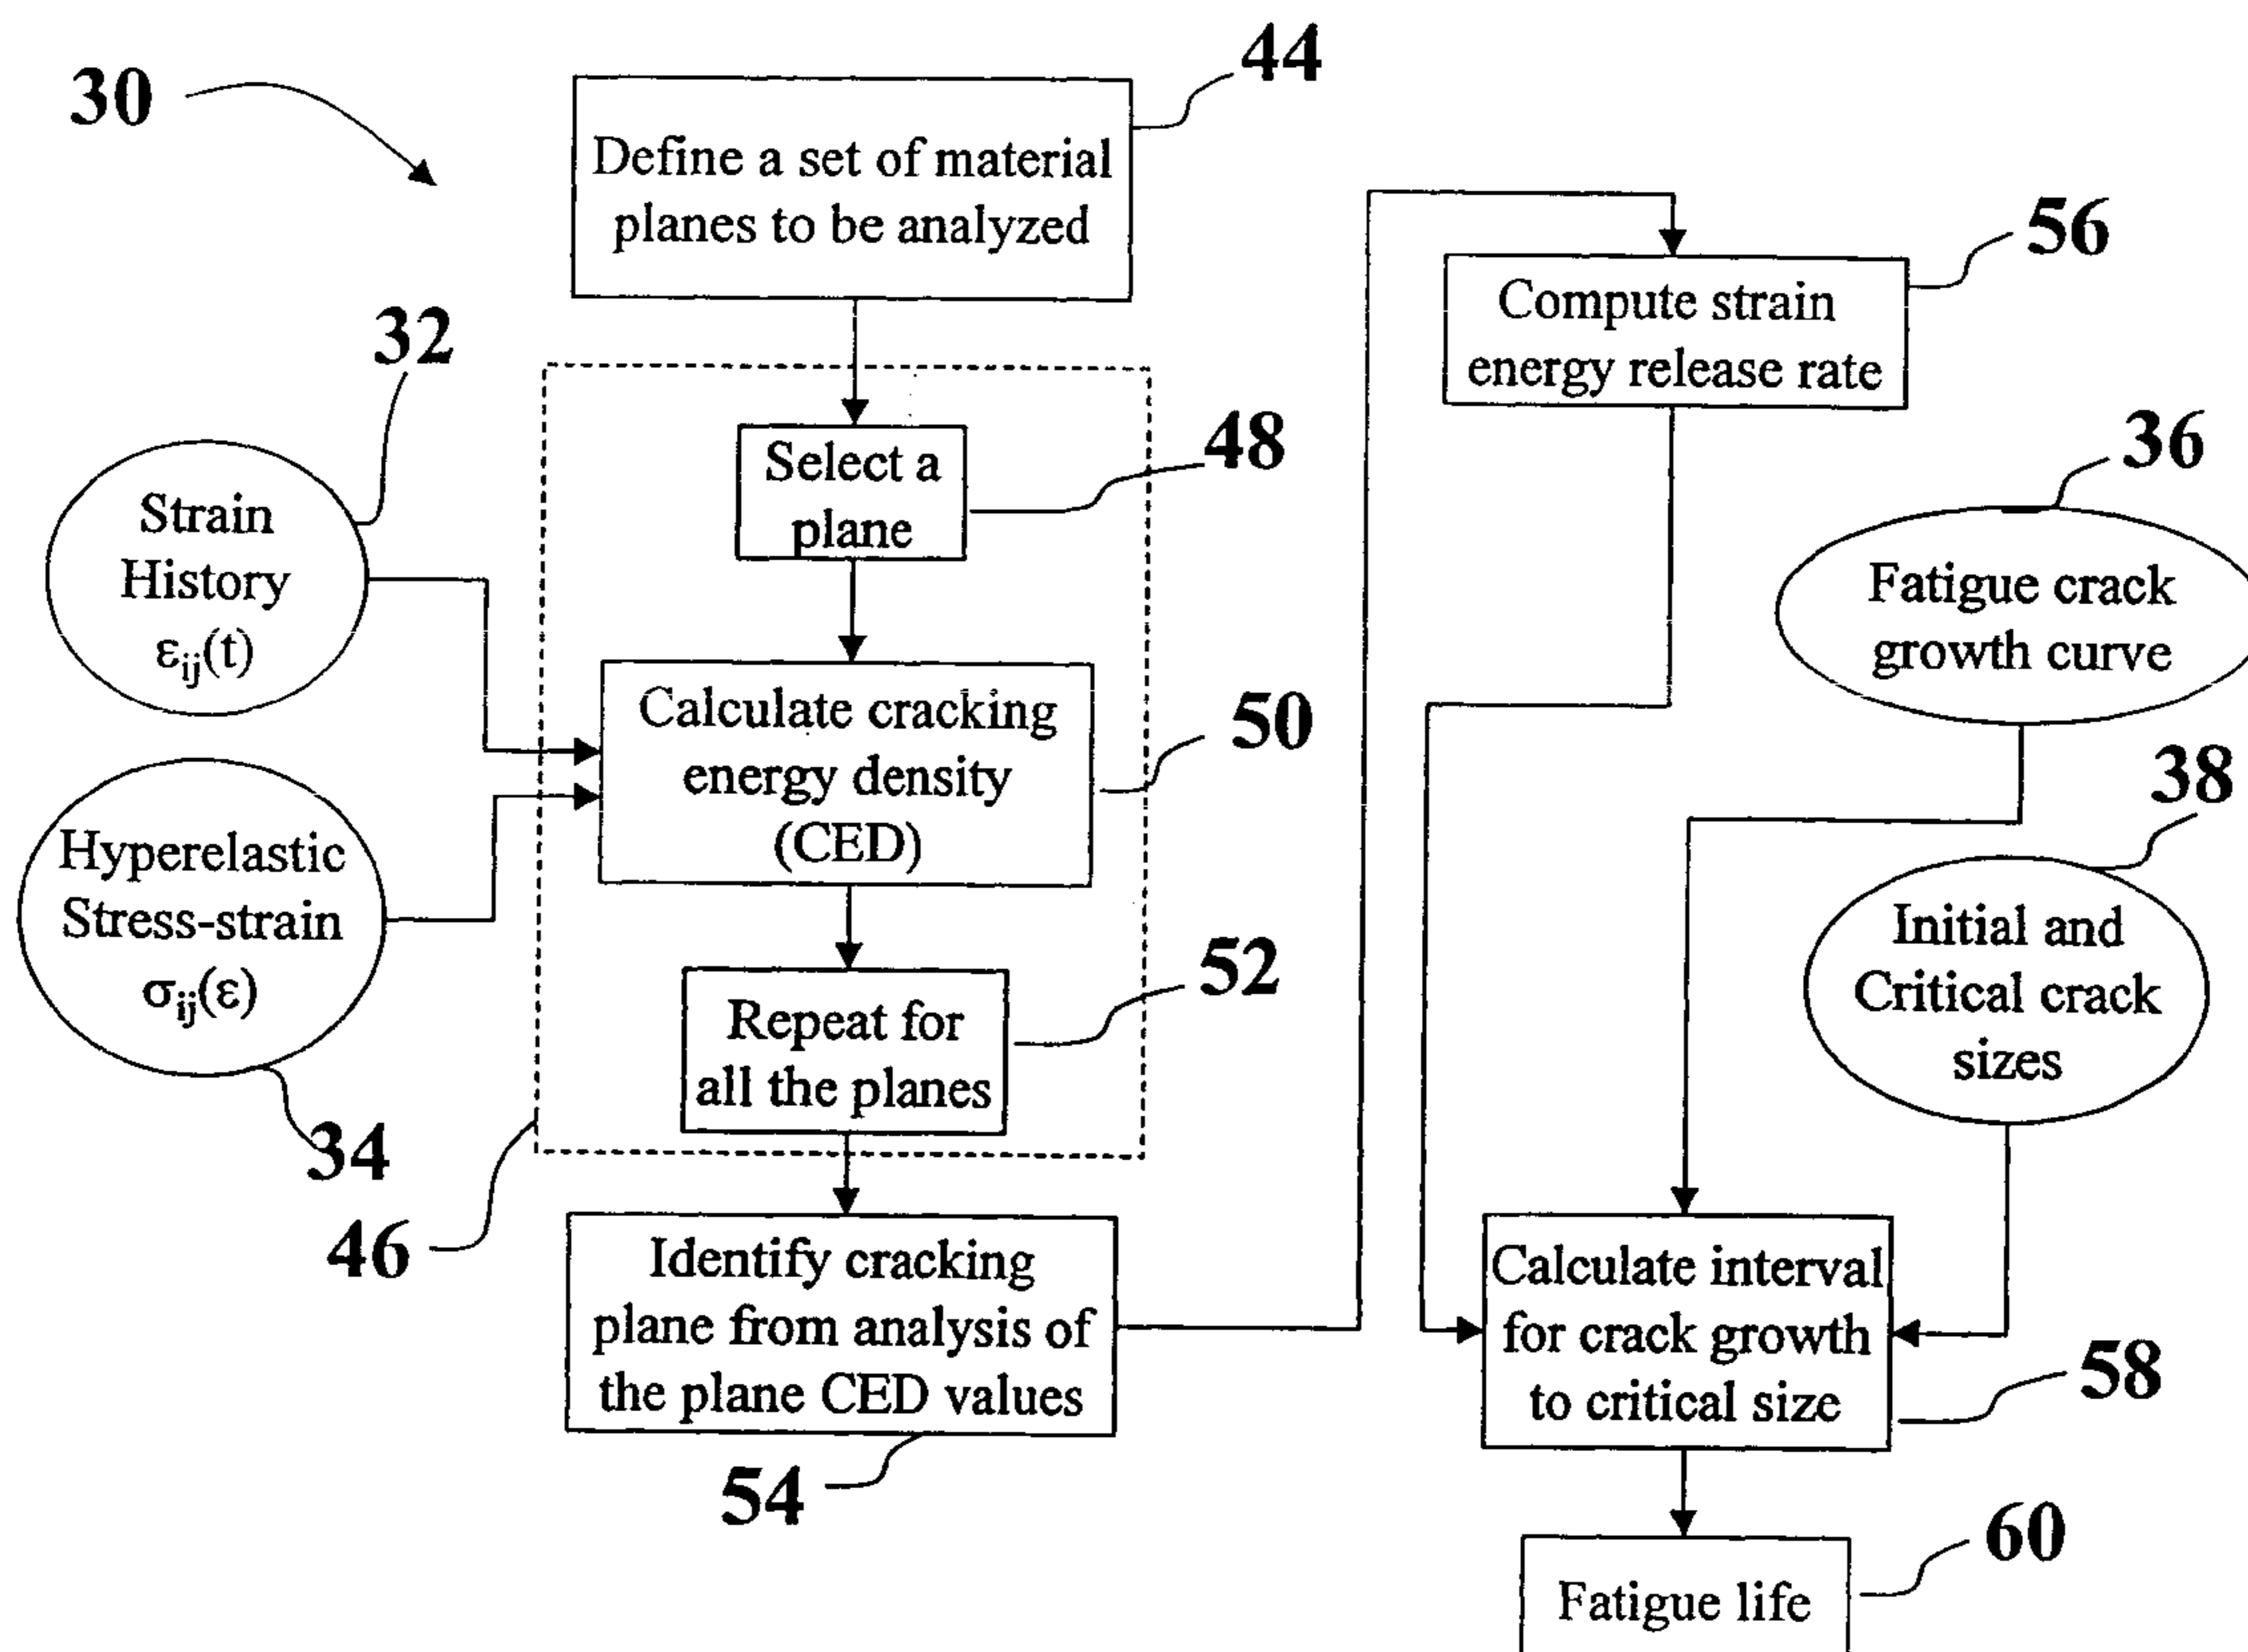 30
44
Define a set of material
planes to be analyzed
32
Strain
History
εij(t)
Hyperelastic
Stress-strain
σij(ε)
34
46
48
Select a
plane
50
Calculate cracking
energy density
(CED)
52
Repeat for
all the planes
Identify cracking
plane from analysis of
the plane CED values
54
56
Compute strain
energy release rate
36
Fatigue crack
growth curve
38
Initial and
Critical crack
sizes
Calculate interval
for crack growth
to critical size
58
60
Fatigue life